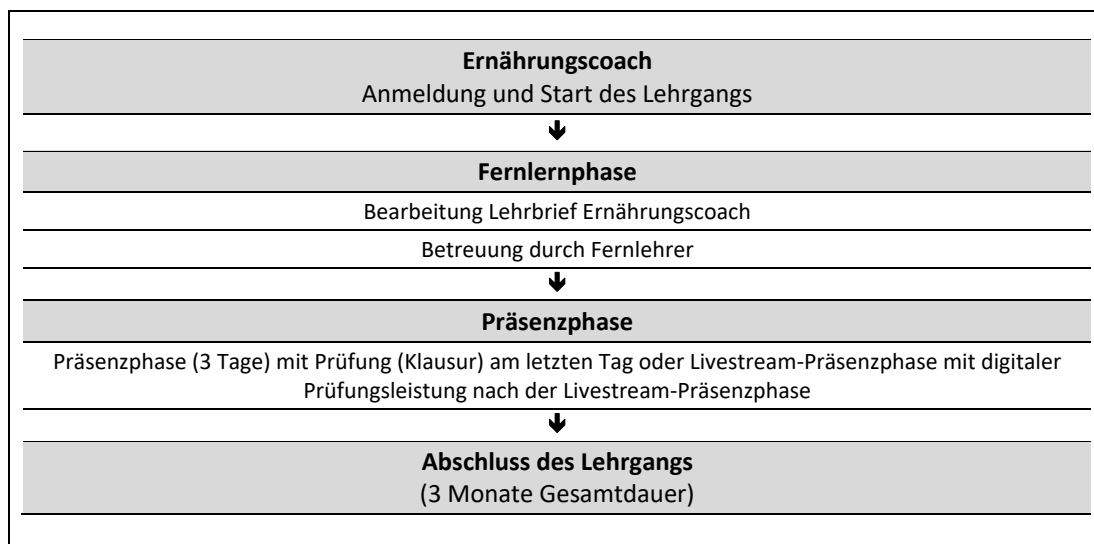 Ernährungscoach
Anmeldung und Start des Lehrgangs
Fernlernphase
Bearbeitung Lehrbrief Ernährungscoach
Betreuung durch Fernlehrer
Präsenzphase
Präsenzphase (3 Tage) mit Prüfung (Klausur) am letzten Tag oder Livestream-Präsenzphase mit digitaler
Prüfungsleistung nach der Livestream-Präsenzphase
Abschluss des Lehrgangs
(3 Monate Gesamtdauer)